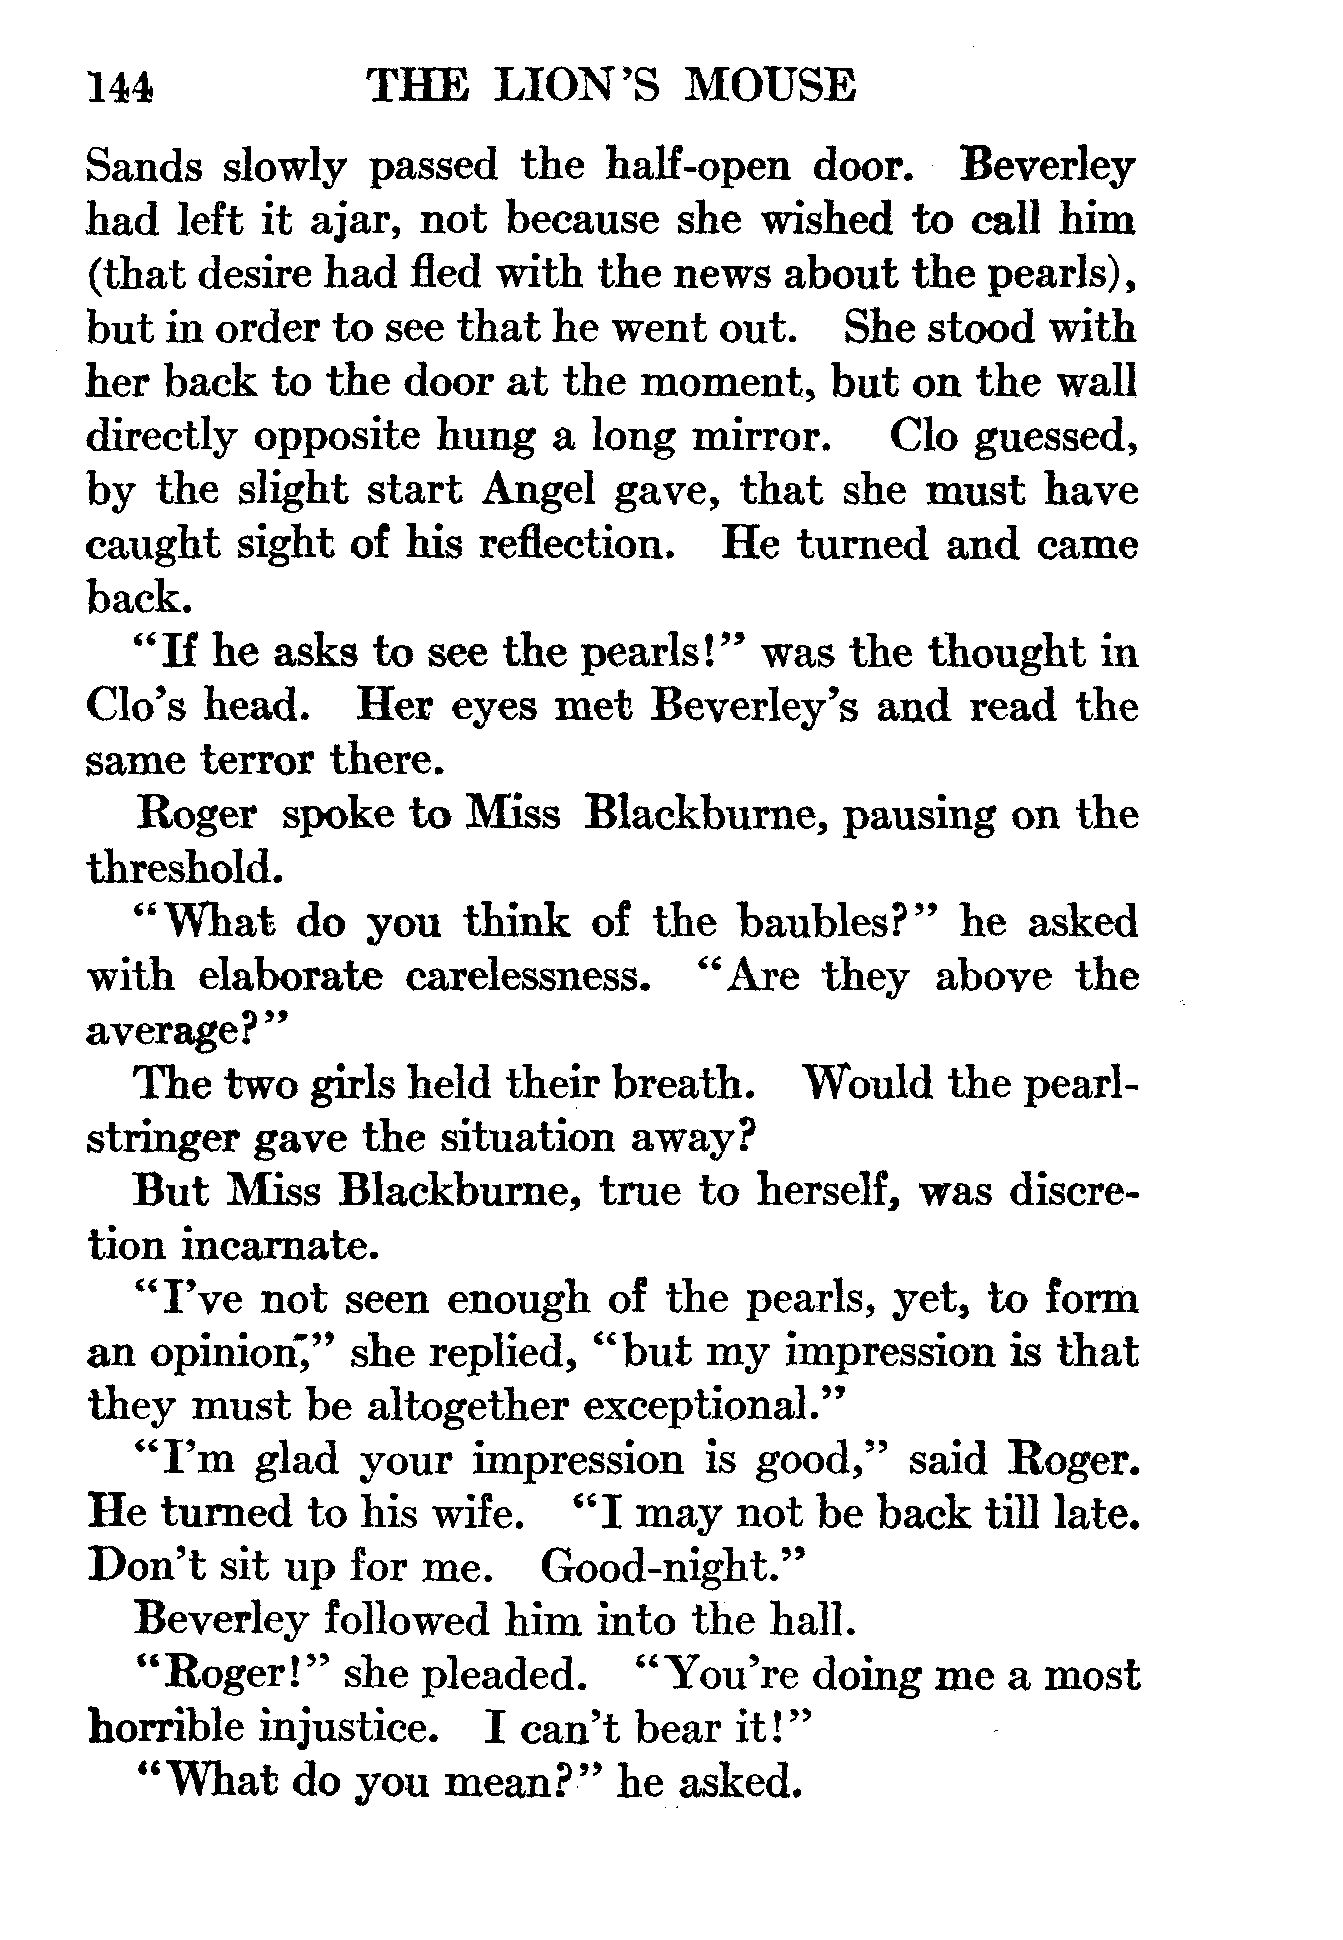 144 THE LION'S MOUSE
Sands slowly passed the half-open door. Beverley
had left it ajar, not because she wished to call him
(that desire had fled with the news about the pearls),
but in order to see that he went out. She stood with
her back to the door at the moment, but on the wall
directly opposite hung a long mirror. Clo guessed,
by the slight start Angel gave, that she must have
caught sight of his reflection. He turned and came
back.
"If he asks to see the pearls!" was the thought in
Clo's head. Her eyes met Beverley's and read the
same terror there.
Roger spoke to Miss Blackburne, pausing on the
threshold.
"What do you think of the baubles?" he asked
with elaborate carelessness. "Are they above the
average?"
The two girls held their breath. Would the pearl-
stringer gave the situation away?
But Miss Blackburne, true to herself, was discre-
tion incarnate.
"I've not seen enough of the pearls, yet, to form
an opinion," she replied, "but my impression is that
they must be altogether exceptional."
"I'm glad your impression is good," said Roger.
He turned to his wife. "I may not be back till late.
Don't sit up for me. Good-night."
Beverley followed him into the hall.
"Roger!" she pleaded. "You're doing me a most
horrible injustice. I can't bear it!"
"What do you mean?" he asked.